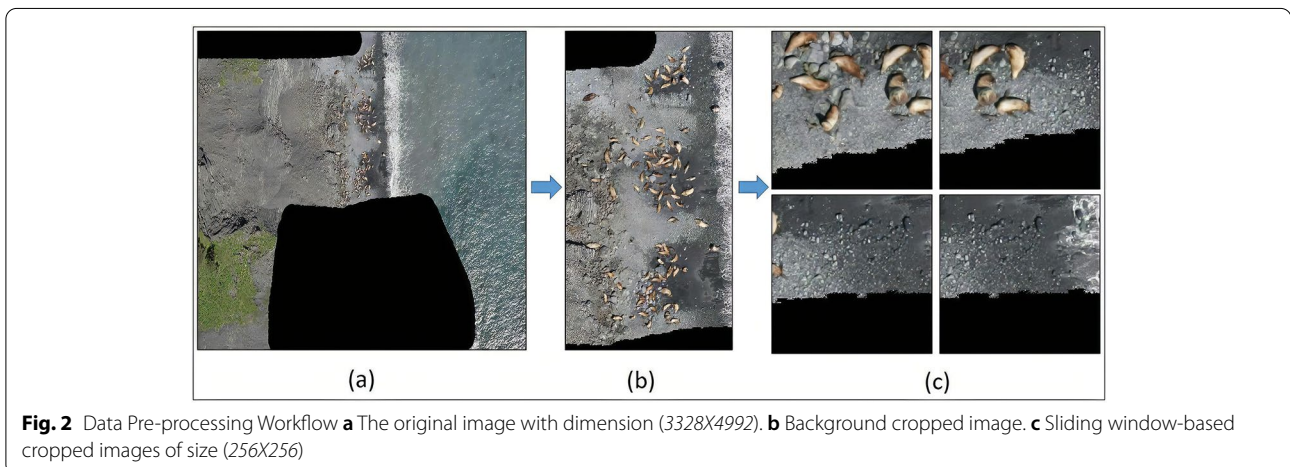 (a) (b) (c)
Fig. 2 Data Pre-processing Workflow a The original image with dimension (3328X4992). b Background cropped image. c Sliding window-based
cropped images of size (256X256)